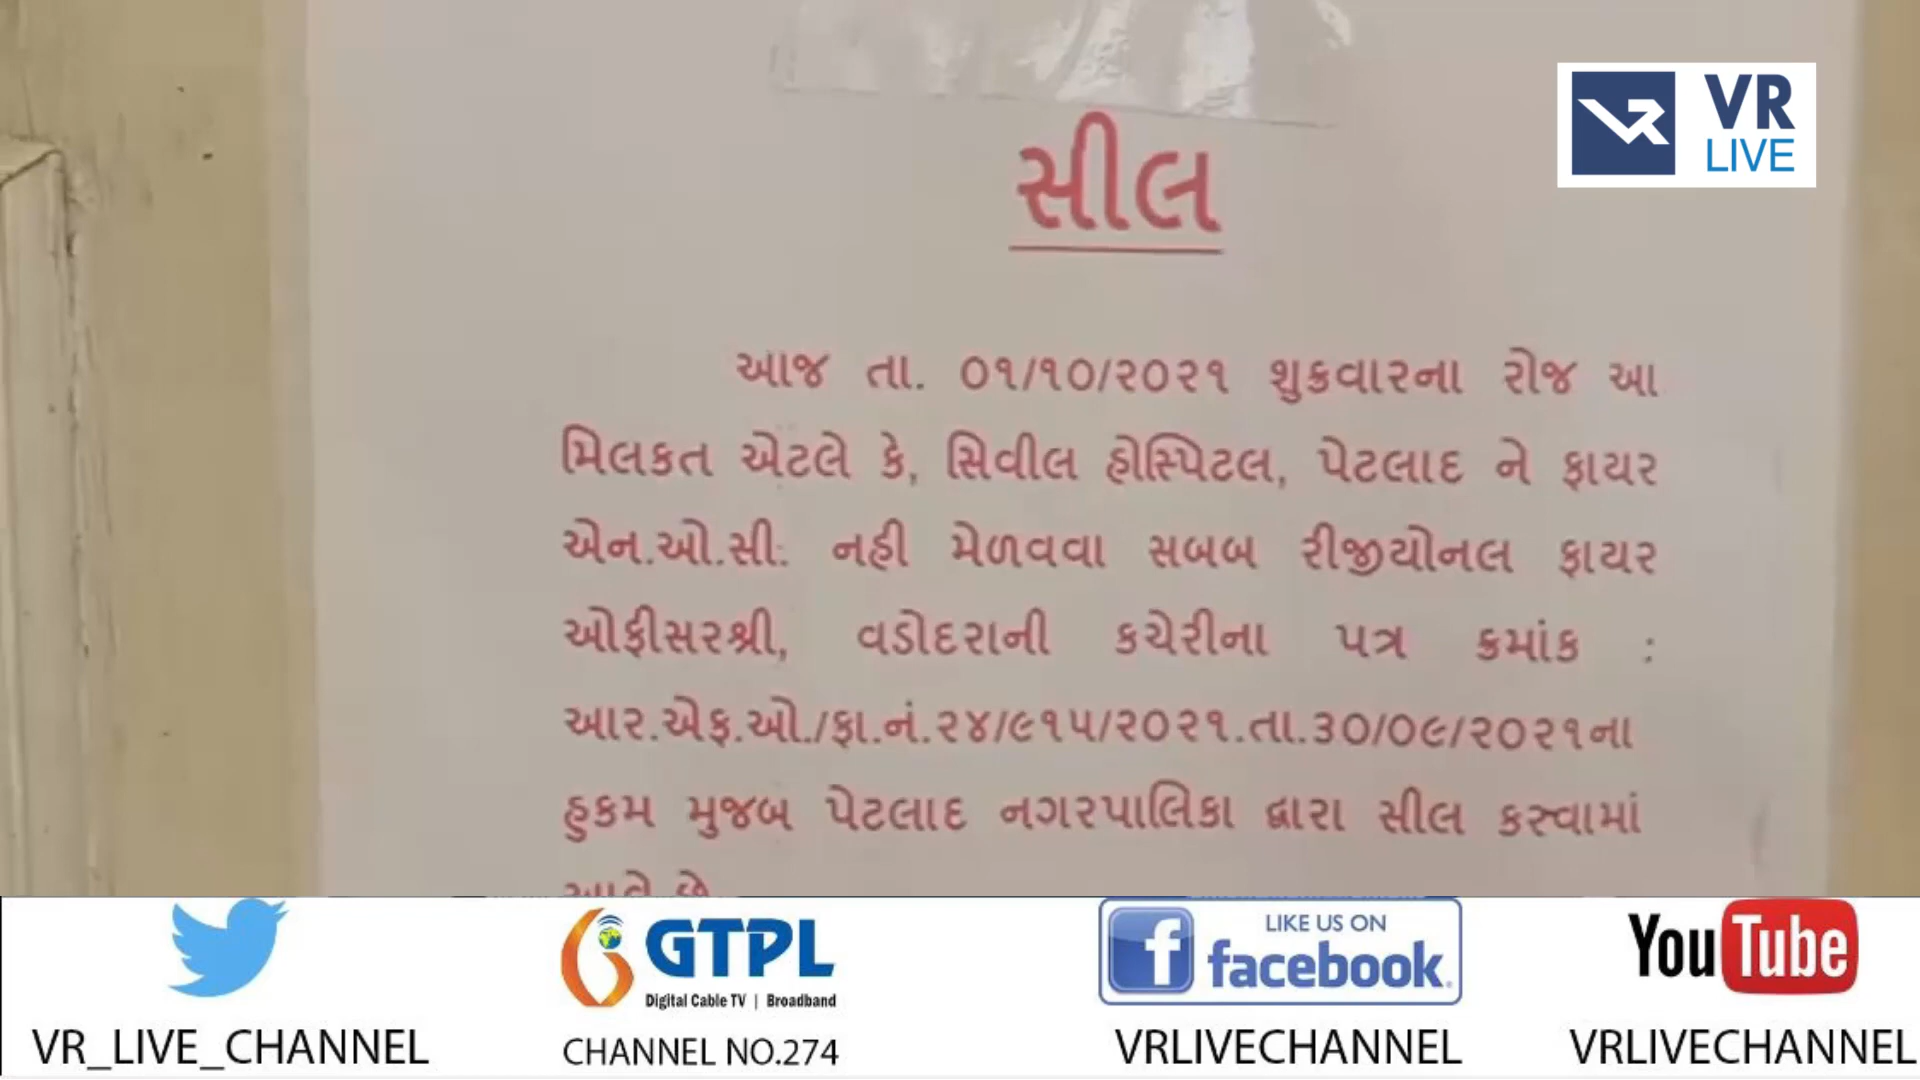 VR
LIVE
સીલ
આજ તા. ૦૧/૧૦/૨૦૨૧ શુક્રવારના રોજ આ
મિલકત એટલે કે, સિવીલ હોસ્પિટલ, પેટલાદ ને ફાયર
એન.ઓ.સી. નહી મેળવવા સબબ રીજીયોનલ ફાયર
ઓફીસરશ્રી, વડોદરાની કચેરીના પત્ર ક્રમાંક :
આર.એફ.ઓ./ફા.નં.૨૪/૯૧૫/૨૦૨૧.તા.૩૦/૦૯/૨૦૨૧ના
હુકમ મુજબ પેટલાદ નગરપાલિકા દ્વારા સીલ કરવામાં
GTPL
Digital Cable TV | Broadband
LIKE US ON
facebook.
YouTube
VR_LIVE_CHANNEL
CHANNEL NO.274
VRLIVECHANNEL
VRLIVECHANNEL